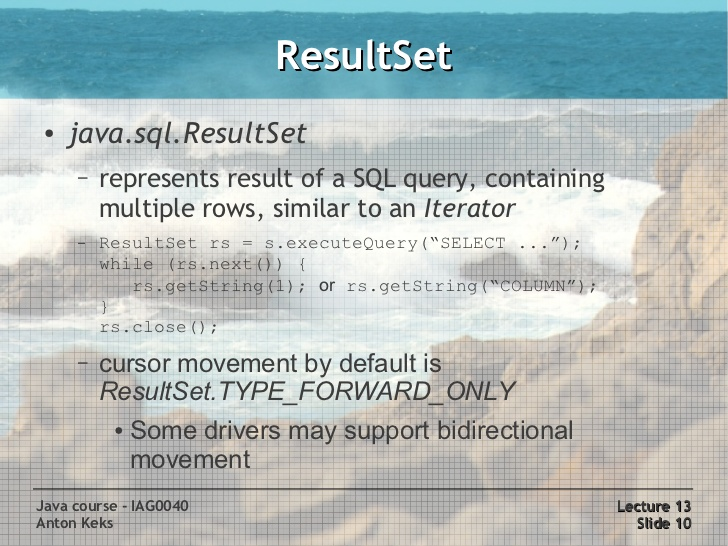 ResultSet
• java.sql.ResultSet
– represents result of a SQL query, containing
multiple rows, similar to an Iterator
– ResultSet rs = s.executeQuery(“SELECT ...”);
while (rs.next()) {
rs.getString(1); or rs.getString(“COLUMN”);
}
rs.close();
– cursor movement by default is
ResultSet.TYPE_FORWARD_ONLY
• Some drivers may support bidirectional
movement
Java course – IAG0040
Anton Keks
Lecture 13
Slide 10